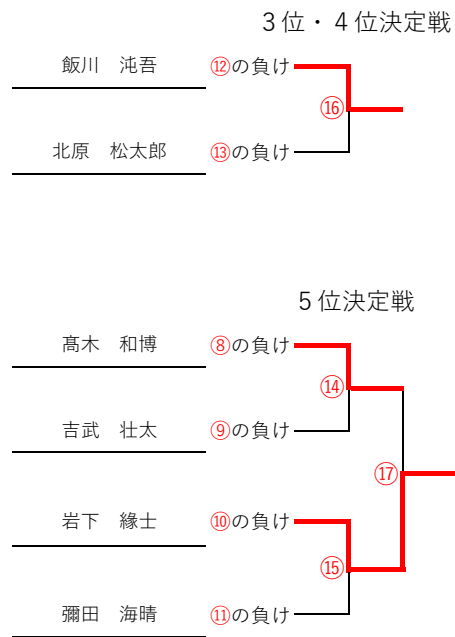 ３位・４位決定戦
飯川　沌吾　⑫の負け
⑯
北原　松太郎　⑬の負け
５位決定戦
髙木　和博　⑧の負け
⑭
吉武　壮太　⑨の負け
⑰
岩下　緣士　⑩の負け
⑮
彌田　海晴　⑪の負け